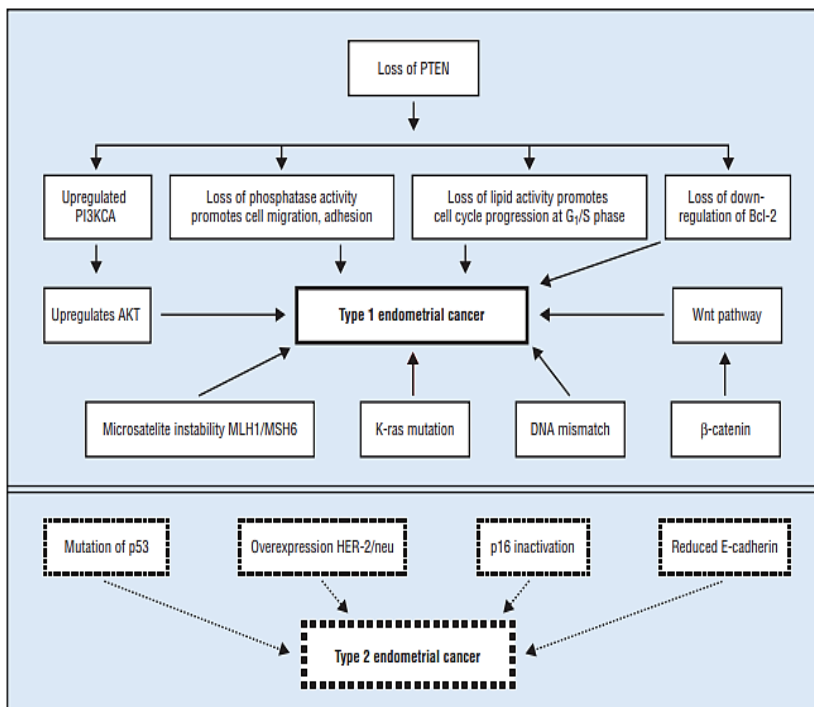 Loss of PTEN
Upregulated
PI3KCA
Loss of phosphatase activity
promotes cell migration, adhesion
Loss of lipid activity promotes
cell cycle progression at G₁/S phase
Loss of down-
regulation of Bcl-2
Upregulates AKT
Type 1 endometrial cancer
Wnt pathway
Microsatelite instability MLH1/MSH6
K-ras mutation
DNA mismatch
β-catenin
Mutation of p53
Overexpression HER-2/neu
p16 inactivation
Reduced E-cadherin
Type 2 endometrial cancer